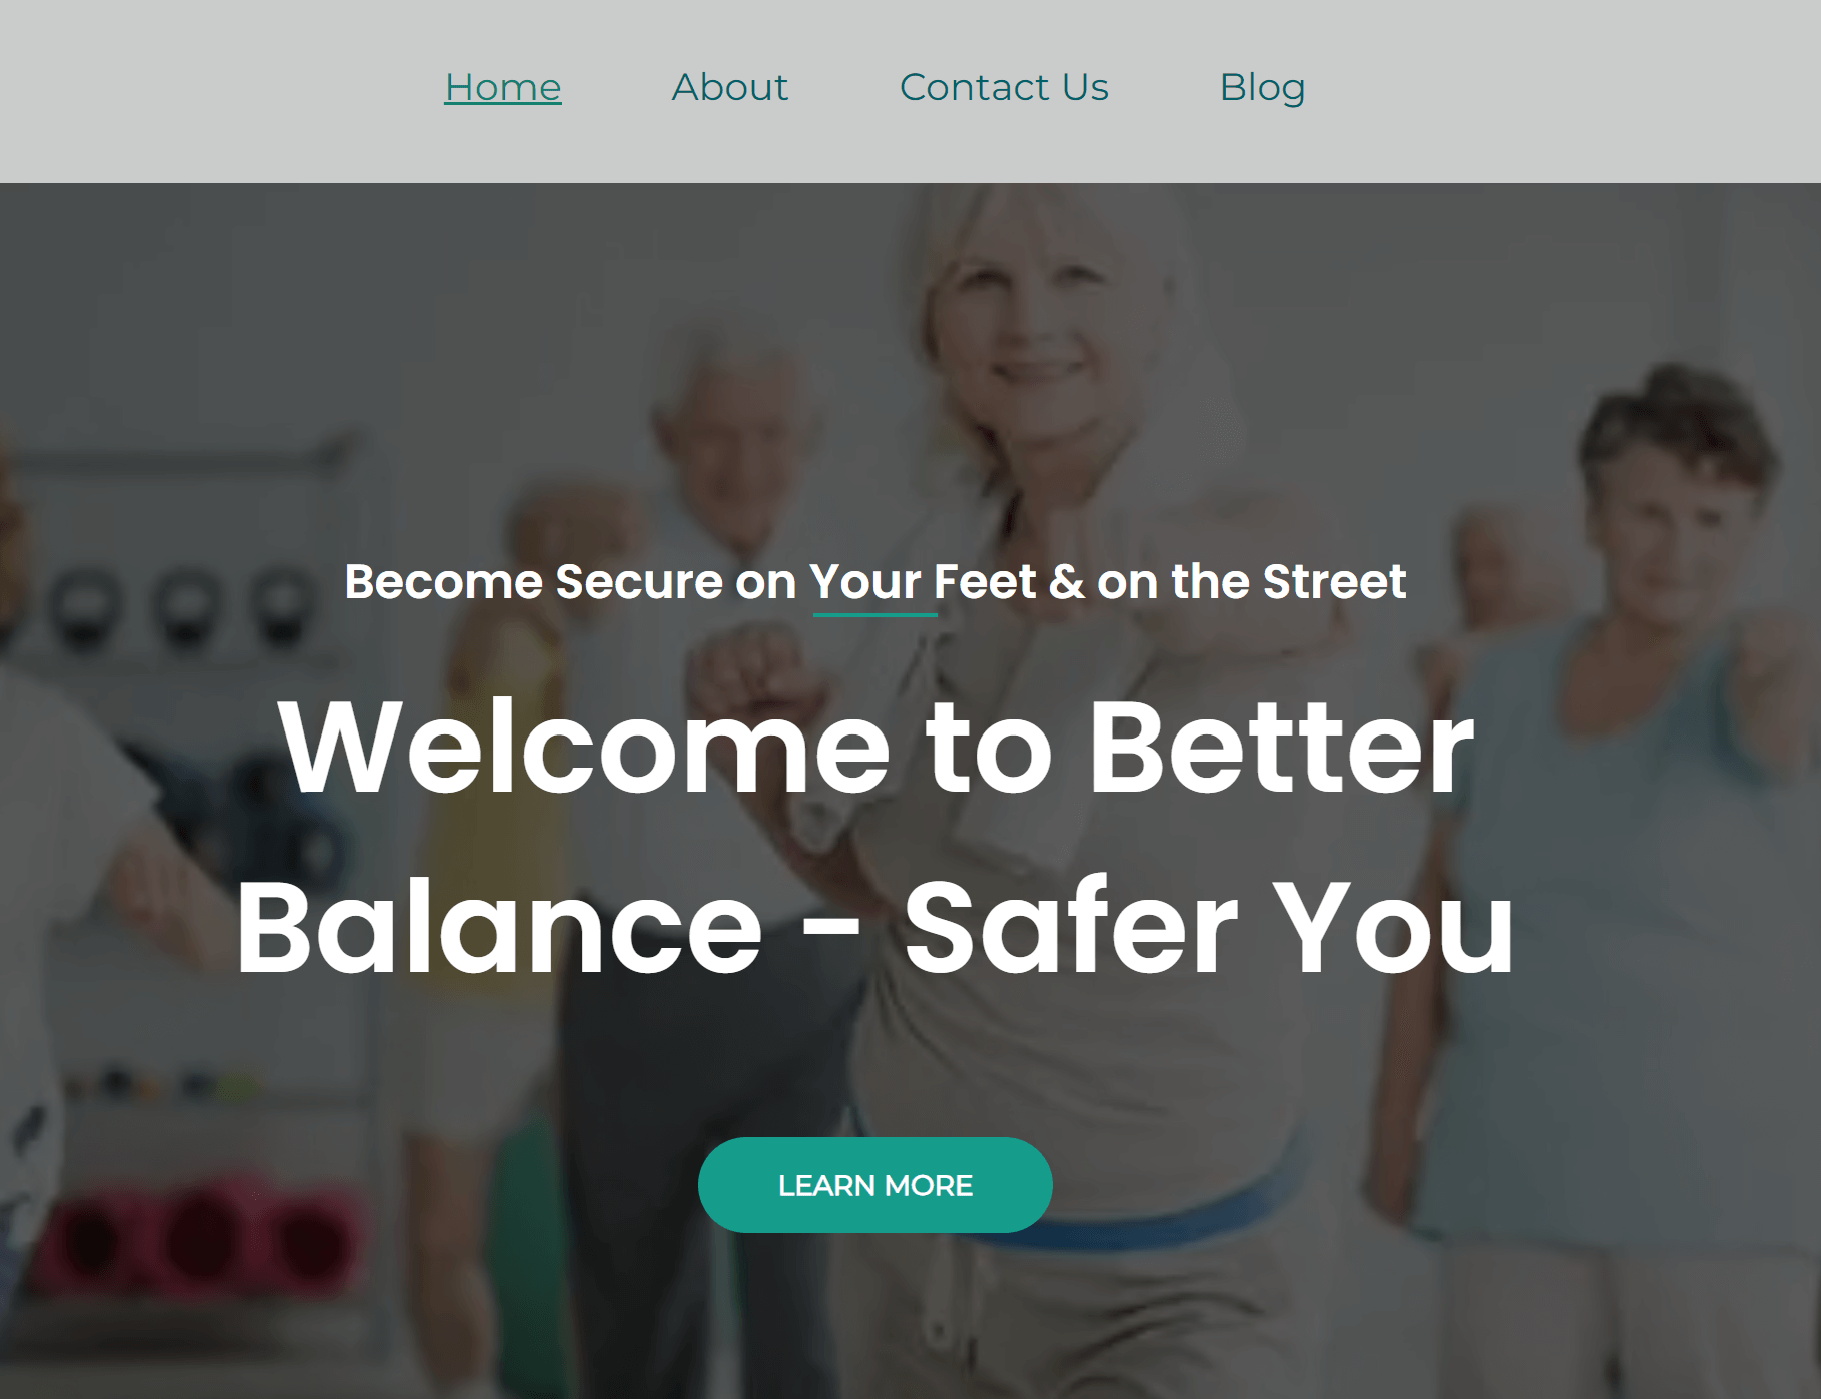 Home About Contact Us Blog
Become Secure on Your Feet & on the Street
Welcome to Better
Balance - Safer You
LEARN MORE